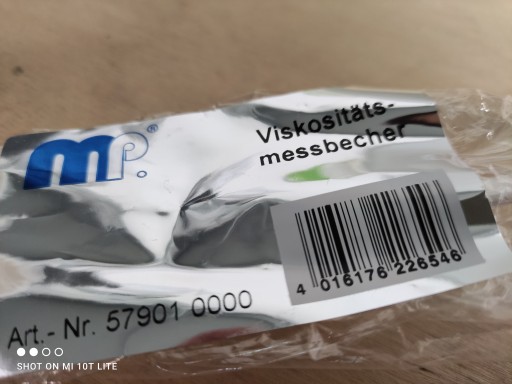 mp®
Viskositäts-
messbecher
4 016176 226546
Art.- Nr. 57901 0000
SHOT ON MI 10T LITE